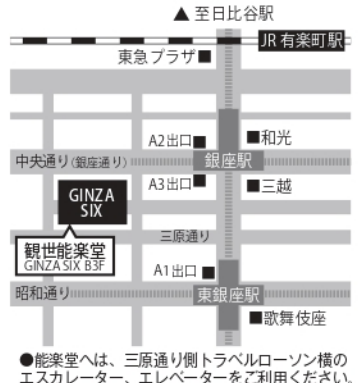 ▲ 至日比谷駅
JR 有楽町駅
東急プラザ■
A2出口■
■和光
中央通り(銀座通り)
銀座駅
A3出口■
■三越
GINZA
SIX
三原通り
観世能楽堂
GINZA SIX B3F
A1出口■
昭和通り
東銀座駅
■歌舞伎座
●能楽堂へは、三原通り側トラベルローソン横の
エスカレーター、エレベーターをご利用ください。